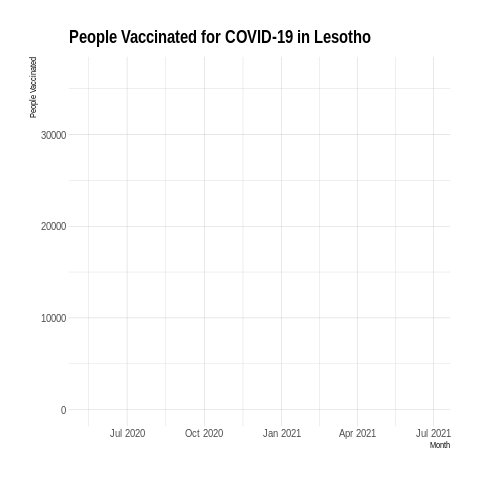 People Vaccinated for COVID-19 in Lesotho
People Vaccinated
30000
20000
10000
0
Jul 2020 Oct 2020 Jan 2021 Apr 2021 Jul 2021
Month